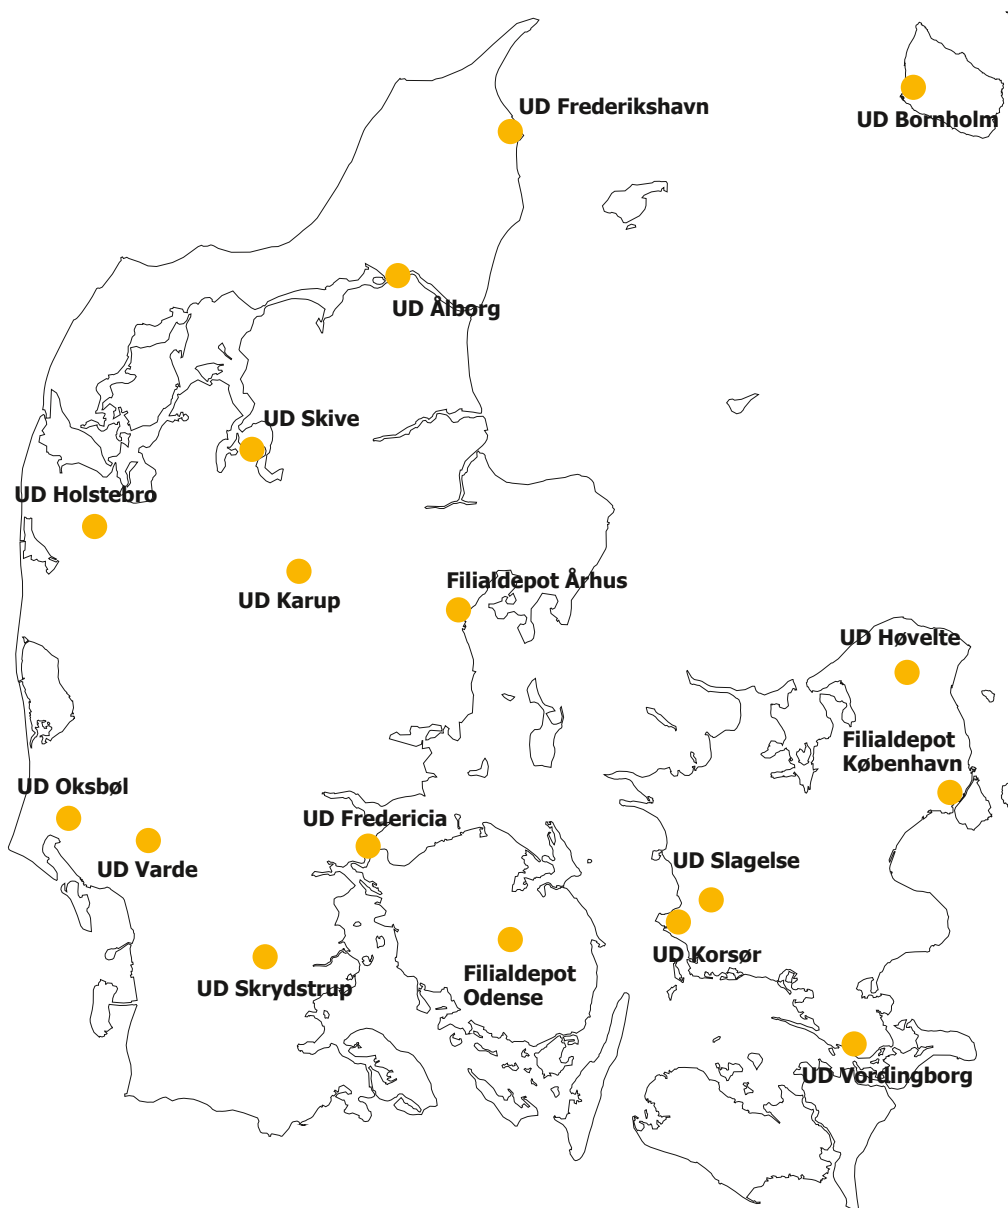 UD Frederikshavn
UD Bornholm
UD Ålborg
UD Skive
UD Holstebro
Filialdepot Århus
UD Karup
UD Høvelte
Filialdepot
København
UD Oksbøl
UD Fredericia
UD Varde
UD Slagelse
UD Korsør
UD Skrydstrup
Filialdepot
Odense
UD Vordingborg